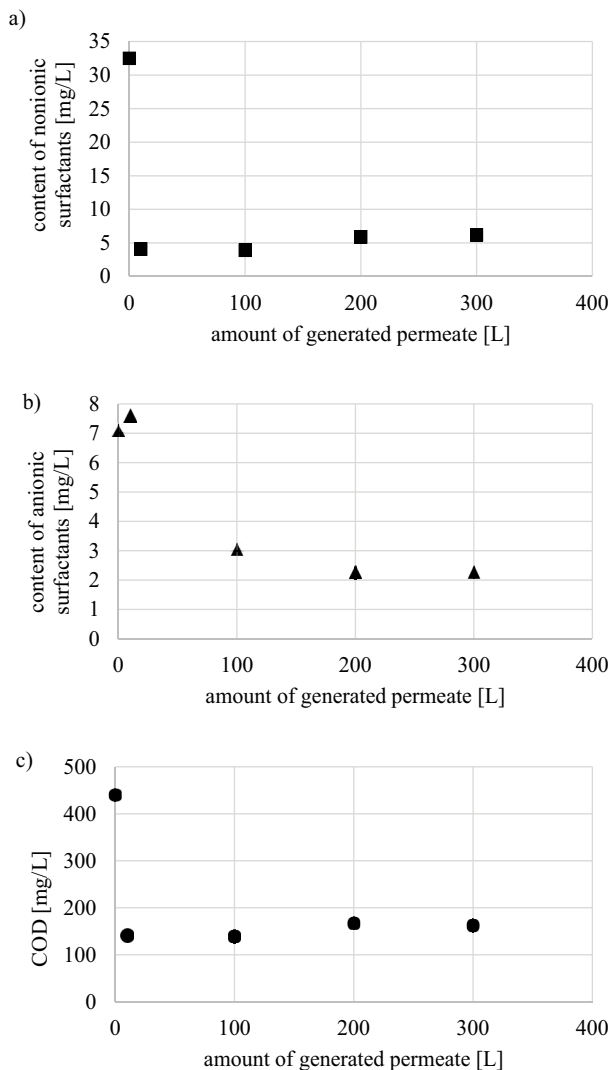 a)
content of nonionic
surfactants [mg/L]
35
30
25
20
15
10
5
0
0 100 200 300 400
amount of generated permeate [L]
b)
content of anionic
surfactants [mg/L]
8
7
6
5
4
3
2
1
0
0 100 200 300 400
amount of generated permeate [L]
c)
COD [mg/L]
500
400
300
200
100
0
0 100 200 300 400
amount of generated permeate [L]